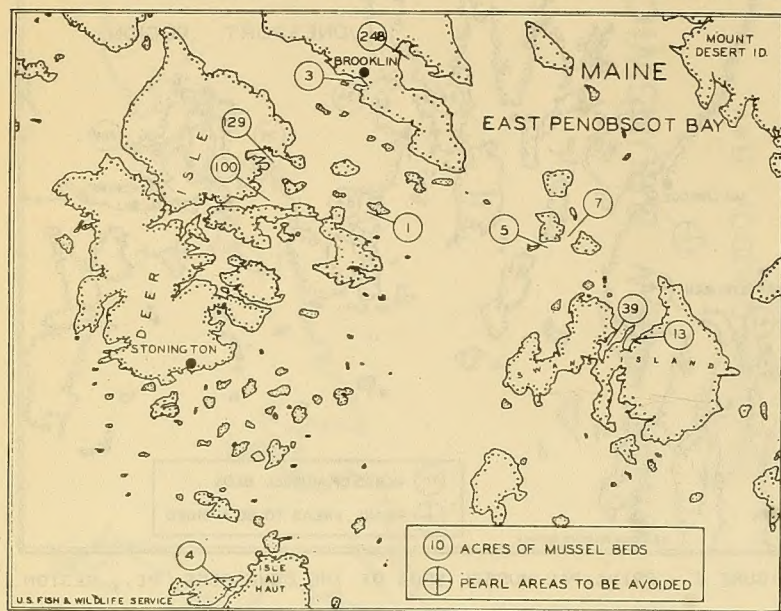 248
BROOKLIN
MOUNT
DESERT ID.
3
MAINE
EAST PENOBSCOT BAY
129
100
DEER ISLE
1
7
5
39
13
SWANS ISLAND
STONINGTON
4
ISLE
AU
HAUT
10 ACRES OF MUSSEL BEDS
PEARL AREAS TO BE AVOIDED
U.S. FISH & WILDLIFE SERVICE